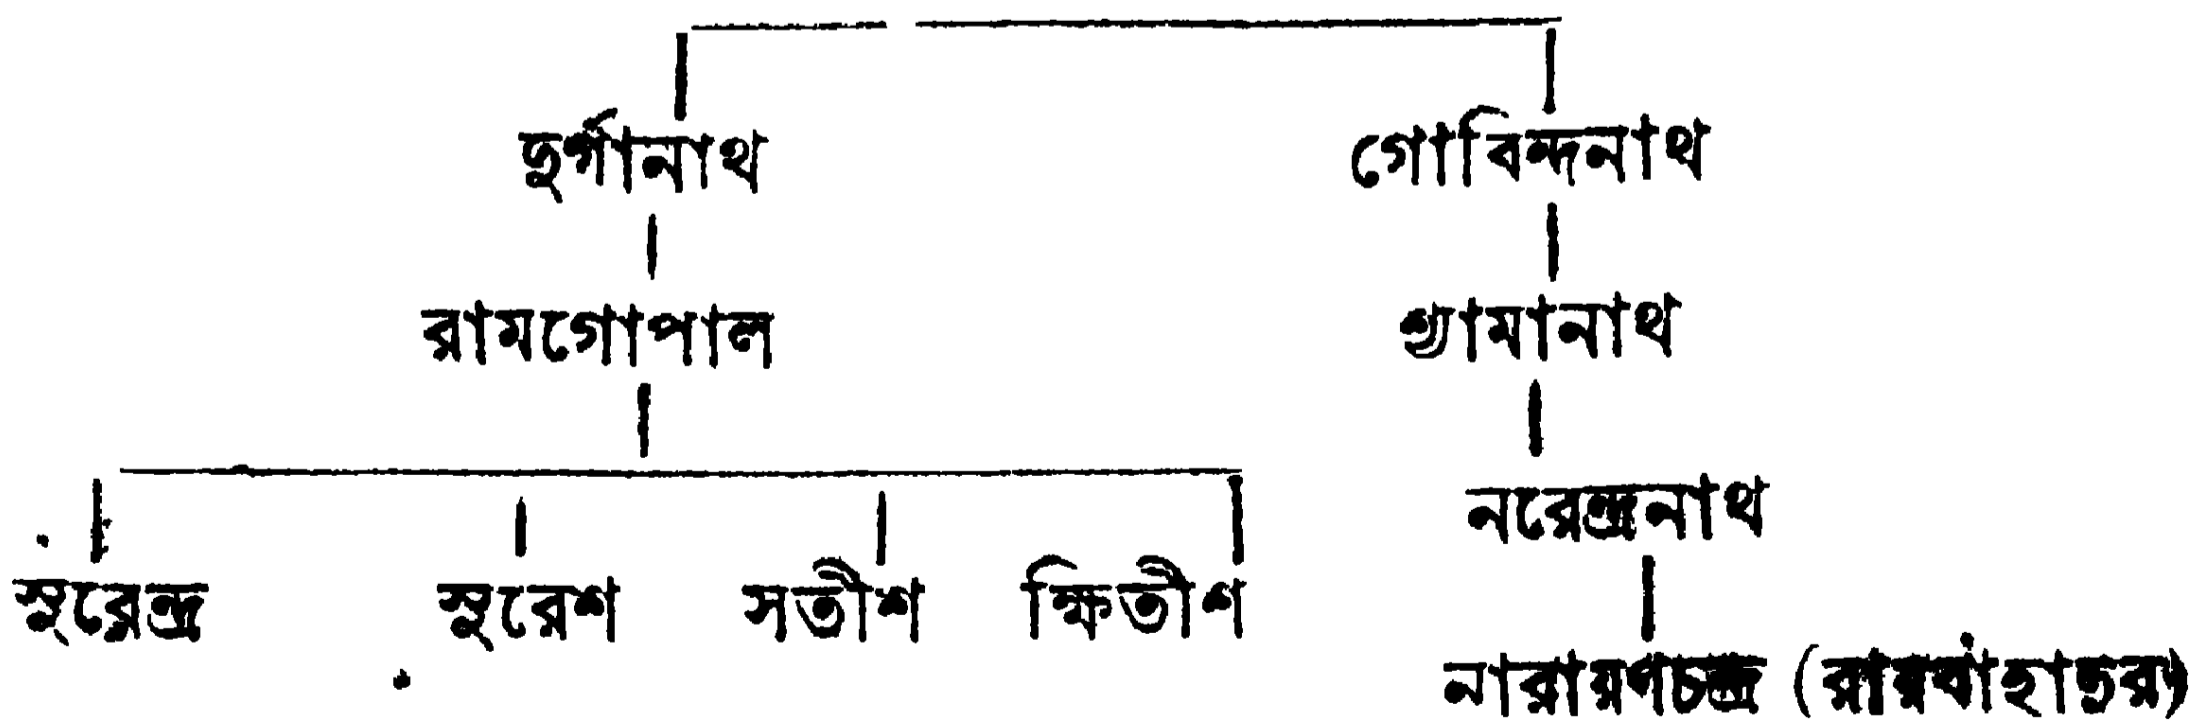 দুর্গানাথ গোবিন্দনাথ
রামগোপাল শ্যামানাথ
নরেন্দ্রনাথ
সুরেন্দ্র সুরেশ সতীশ ক্ষিতীশ
নারায়ণচন্দ্র (রায়বাহাদুর)